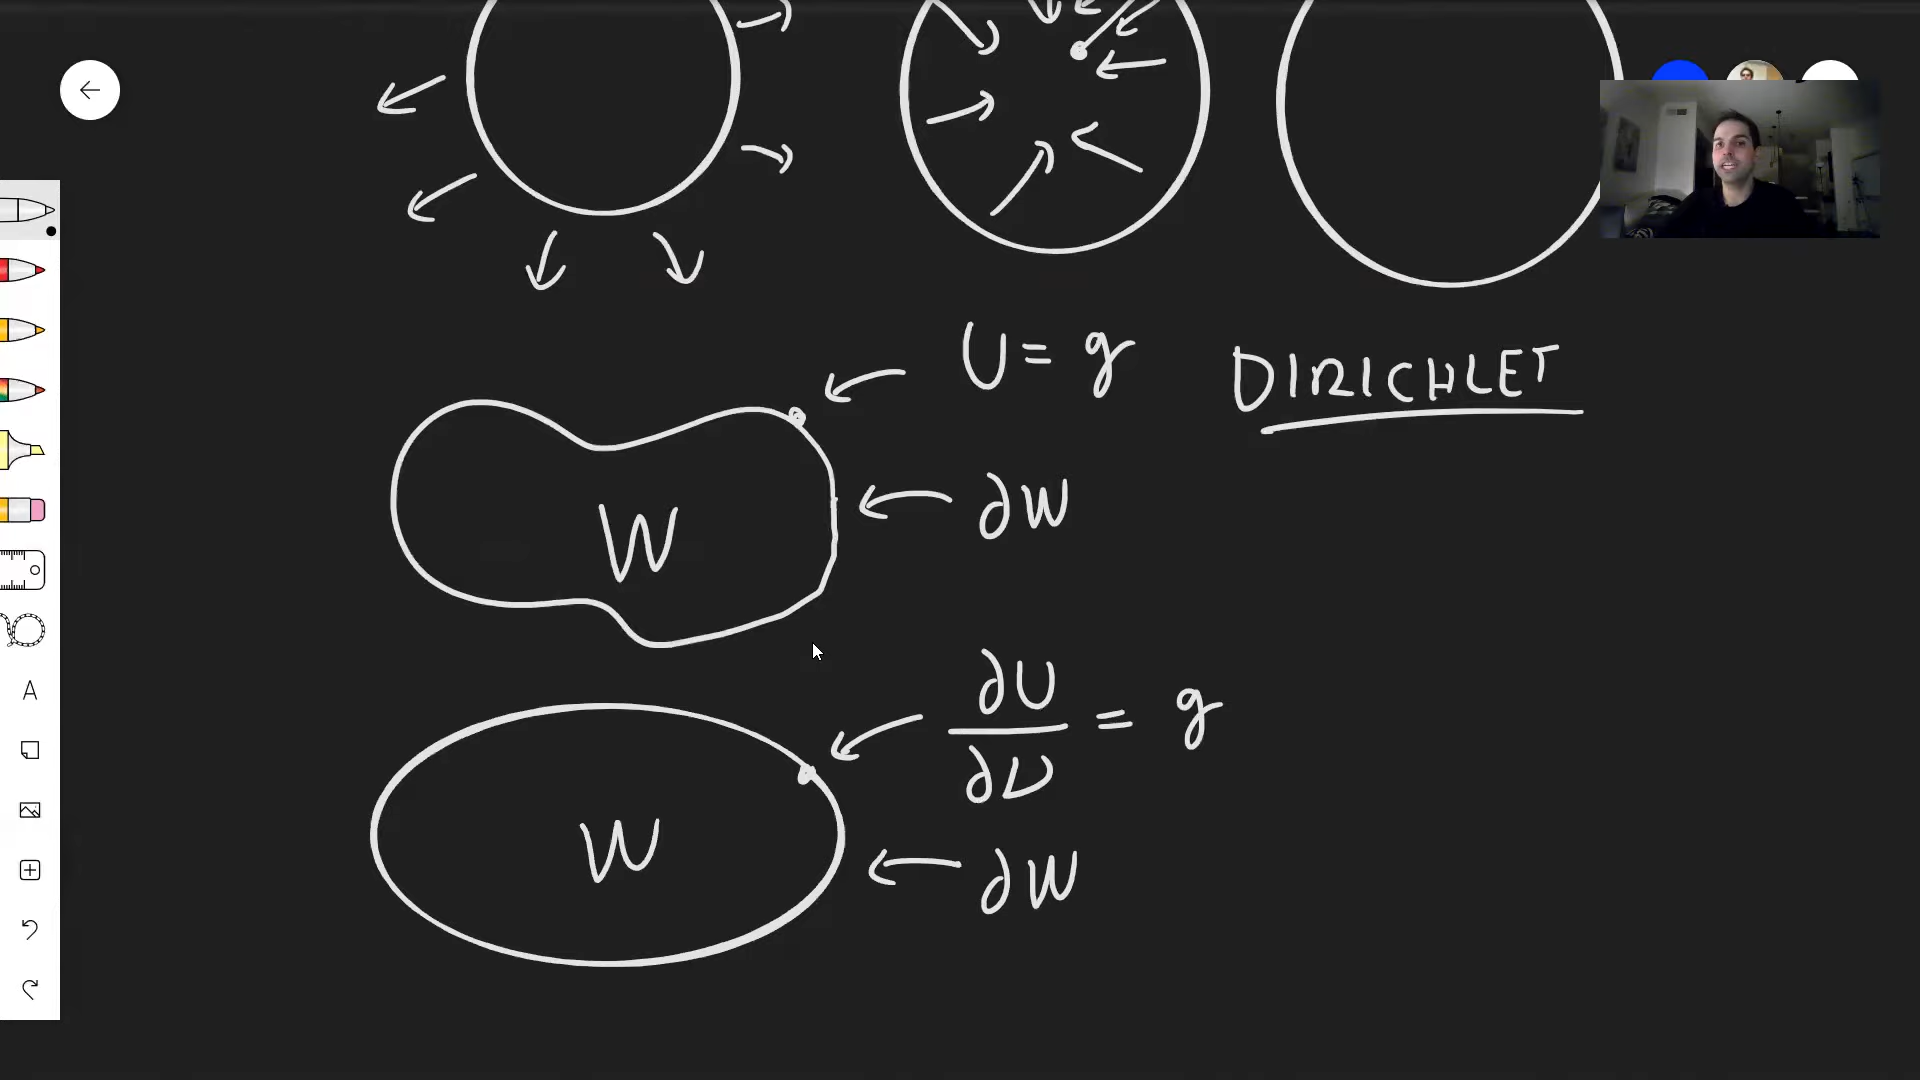 U = g DIRICHLET
W ∂W
∂U/∂ν = g
W ∂W
A